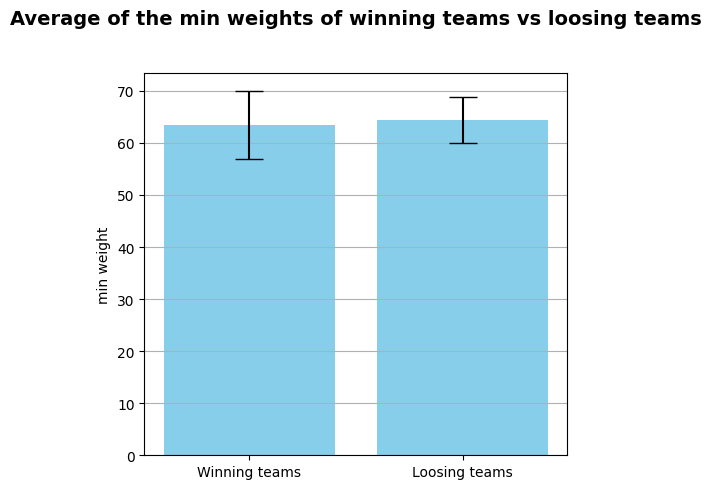 Average of the min weights of winning teams vs loosing teams
70
60
50
40
30
20
10
0
min weight
Winning teams
Loosing teams